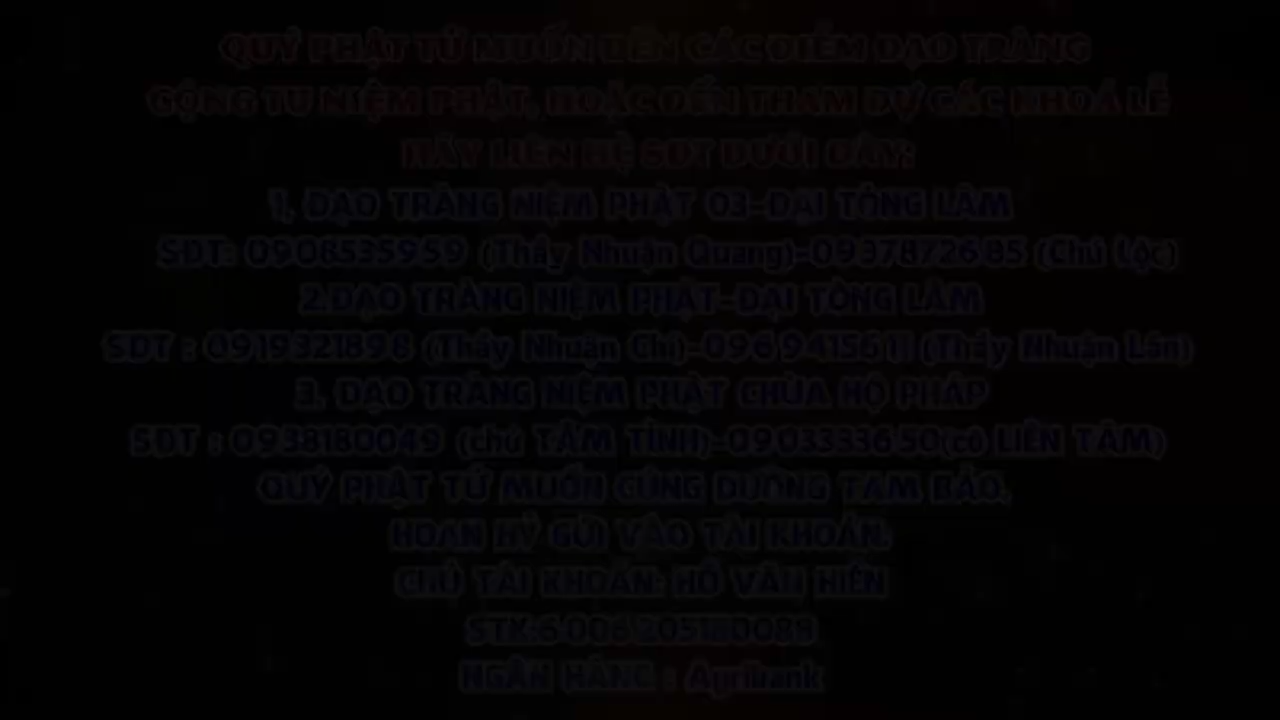 QUÝ PHẬT TỬ MUỐN ĐẾN CÁC ĐIỂM ĐẠO TRÀNG
CỘNG TU NIỆM PHẬT, HOẶC ĐẾN THAM DỰ CÁC KHOÁ LỄ
HÃY LIÊN HỆ SĐT DƯỚI ĐÂY:
1. ĐẠO TRÀNG NIỆM PHẬT 03-ĐẠI TÒNG LÂM
SĐT: 0908535959 (Thầy Nhuận Quang)-0937872685 (Chú Lộc)
2.ĐẠO TRÀNG NIỆM PHẬT-ĐẠI TÒNG LÂM
SĐT : 0919321898 (Thầy Nhuận Chí)-0969415611 (Thầy Nhuận Lân)
3. ĐẠO TRÀNG NIỆM PHẬT CHÙA HỘ PHÁP
SĐT : 0938180049 (chú TÂM TỊNH)-0903333650(cô LIÊN TÂM)
QUÝ PHẬT TỬ MUỐN CÚNG DƯỜNG TAM BẢO,
HOAN HỶ GỬI VÀO TÀI KHOẢN.
CHỦ TÀI KHOẢN: HỒ VĂN HIỀN
NGÂN HÀNG : Agribank